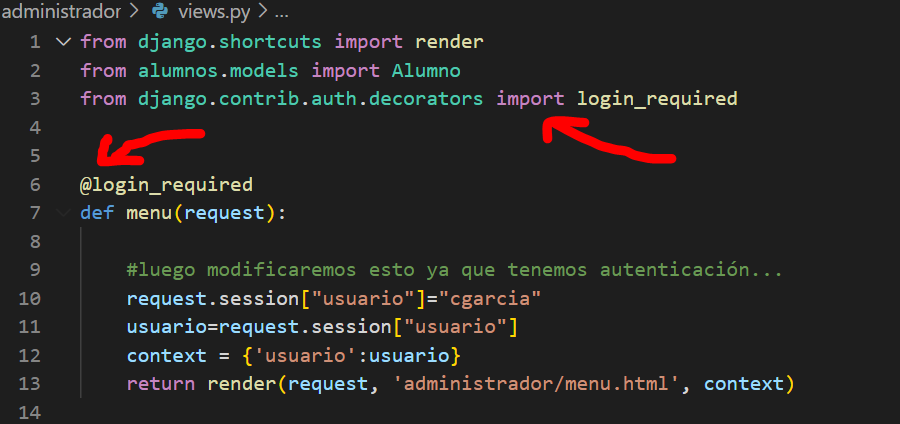 administrador > views.py > ...
1 from django.shortcuts import render
2 from alumnos.models import Alumno
3 from django.contrib.auth.decorators import login_required
4
5
6 @login_required
7 def menu(request):
8
9 #luego modificaremos esto ya que tenemos autenticación...
10 request.session["usuario"]="cgarcia"
11 usuario=request.session["usuario"]
12 context = {'usuario':usuario}
13 return render(request, 'administrador/menu.html', context)
14